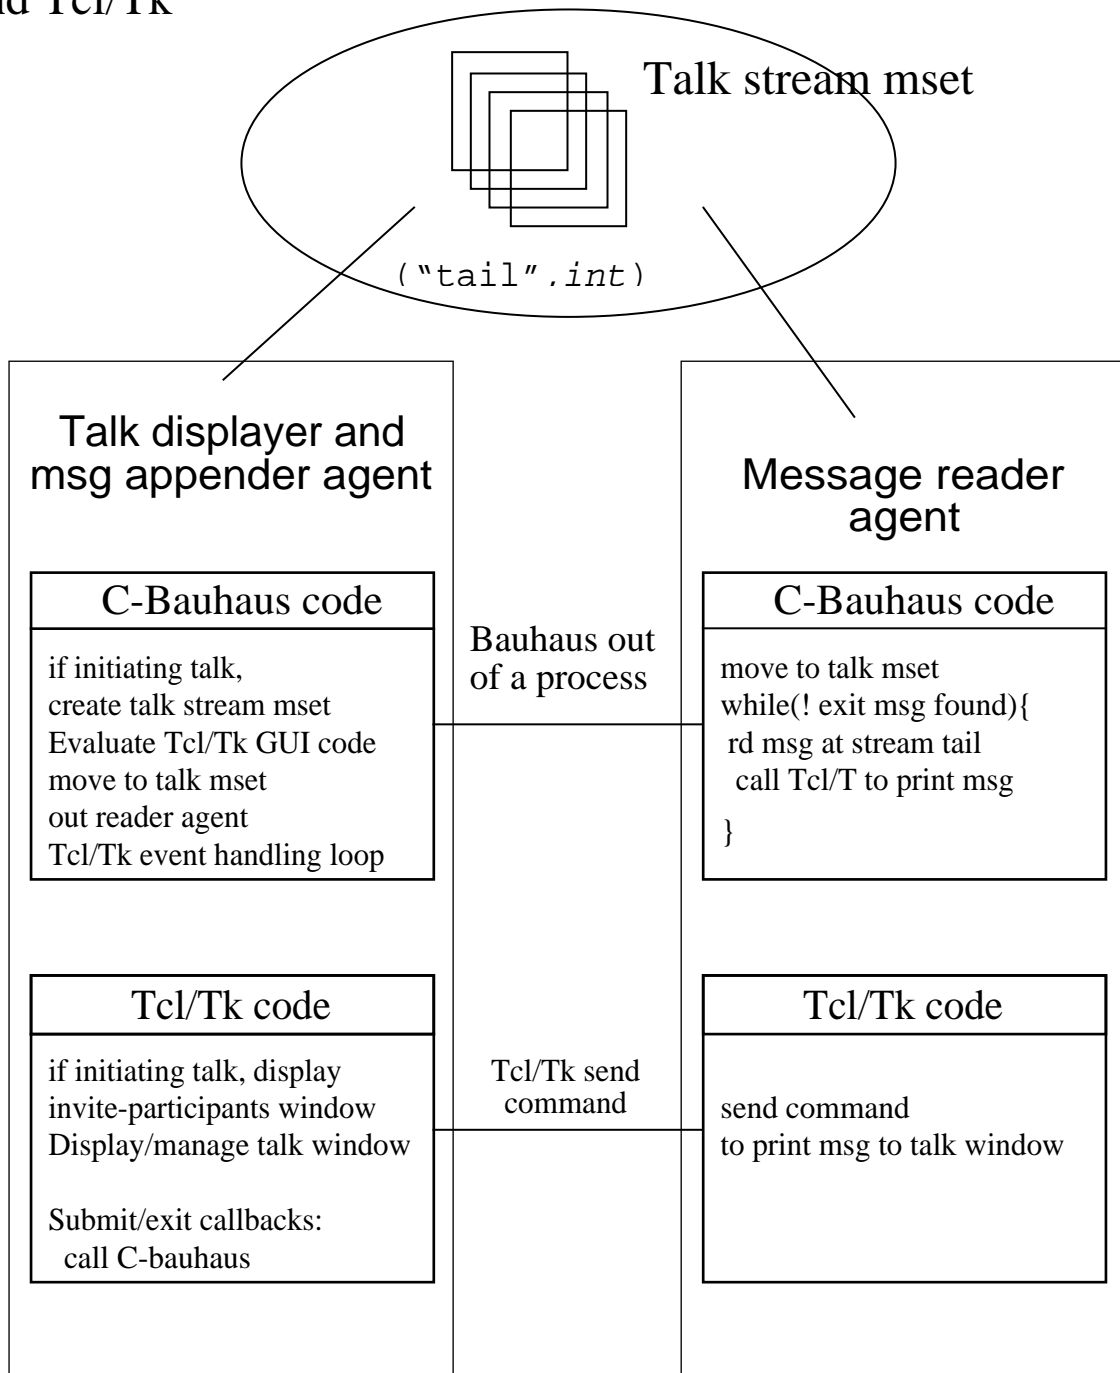 Tcl/Tk
Talk stream mset
("tail".int)
Talk displayer and
msg appender agent
C-Bauhaus code
if initiating talk,
create talk stream mset
Evaluate Tcl/Tk GUI code
move to talk mset
out reader agent
Tcl/Tk event handling loop
Bauhaus out
of a process
Message reader
agent
C-Bauhaus code
move to talk mset
while(! exit msg found){
rd msg at stream tail
call Tcl/T to print msg
}
Tcl/Tk code
if initiating talk, display
invite-participants window
Display/manage talk window
Submit/exit callbacks:
call C-bauhaus
Tcl/Tk send
command
Tcl/Tk code
send command
to print msg to talk window